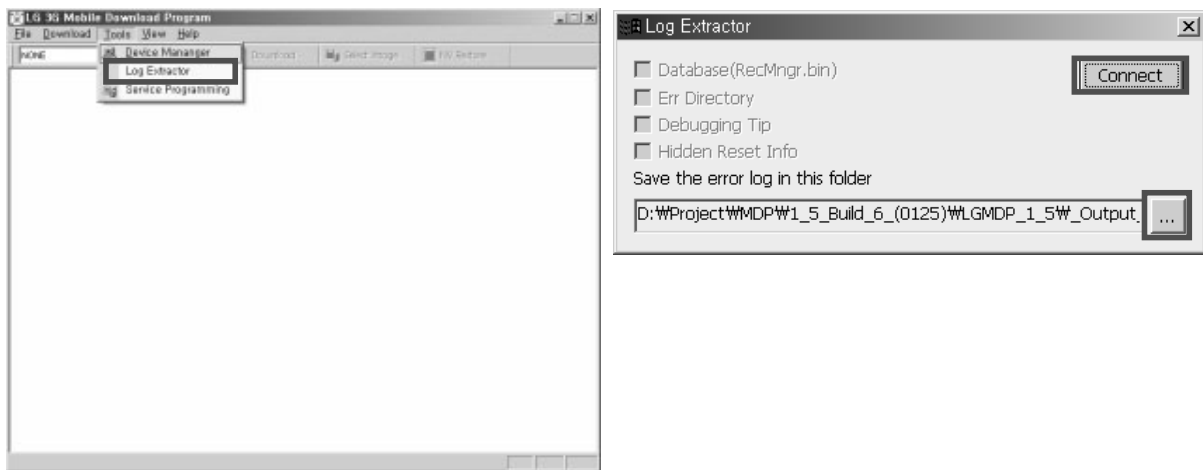 LG 3G Mobile Download Program
File Download Tools View Help
NONE
Device Mananger
Download
Select Image
NV Restore
Log Extractor
Service Programming
Log Extractor
Database(RecMngr.bin)
Connect
Err Directory
Debugging Tip
Hidden Reset Info
Save the error log in this folder
D:₩Project₩MDP₩1_5_Build_6_(0125)₩LGMDP_1_5₩_Output_
...